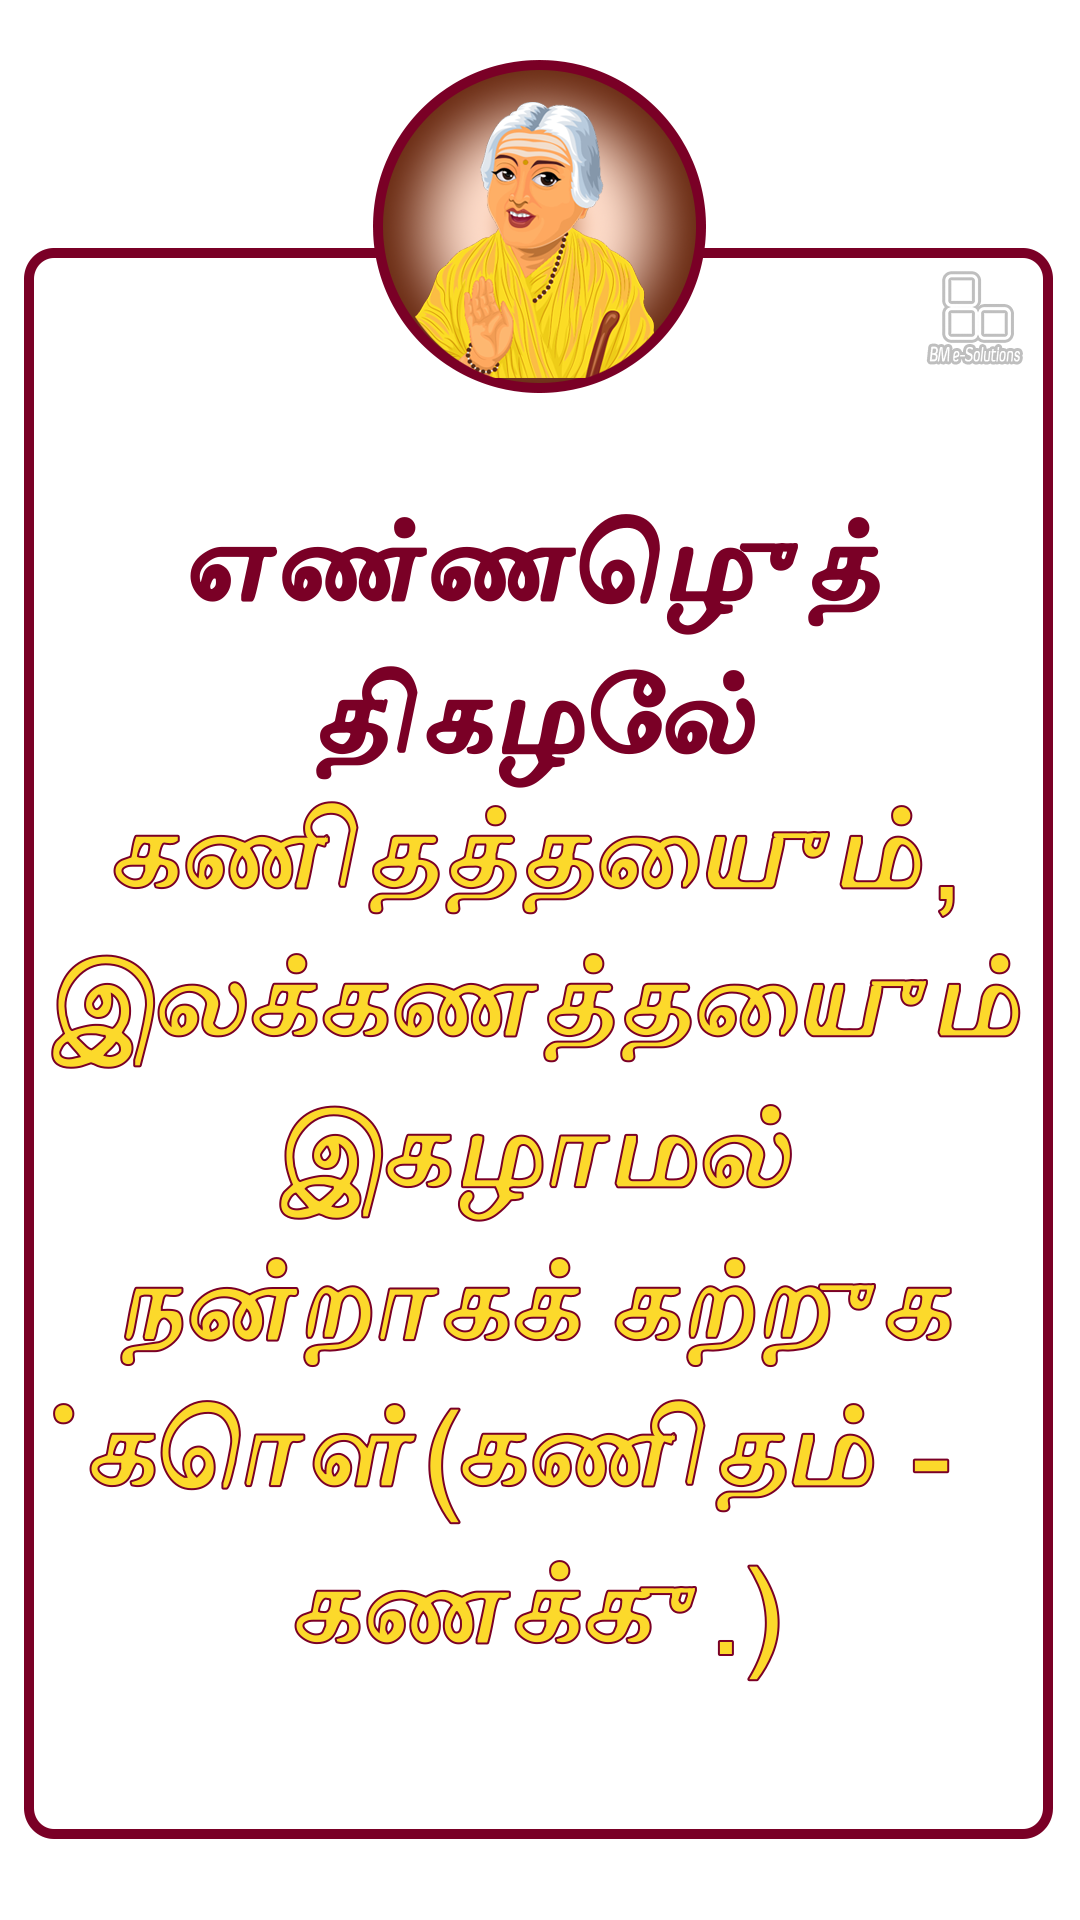 எண்ணெழுத்
திகழேல்
கணிதத்தையும்,
இலக்கணத்தையும்
இகழாமல்
நன்றாகக் கற்றுக
்கொள்(கணிதம் -
கணக்கு.)
BM e-Solutions